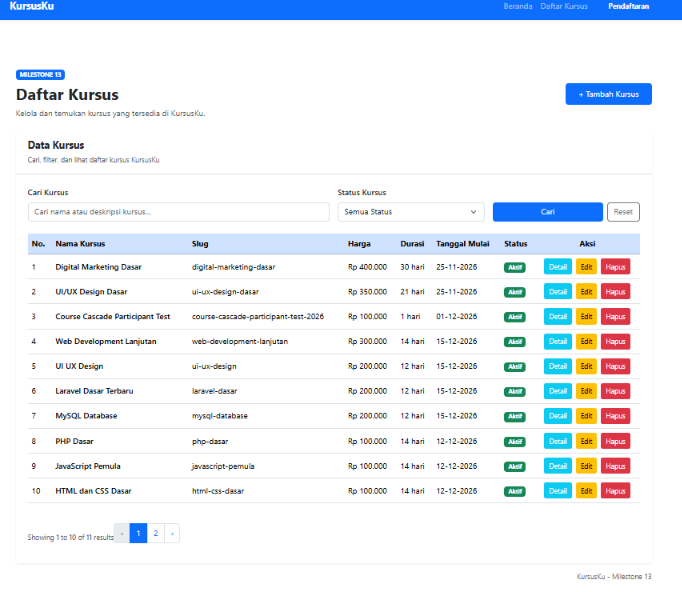 KursusKu Beranda Daftar Kursus Pendaftaran
MILESTONE 13
Daftar Kursus
+ Tambah Kursus
Kelola dan temukan kursus yang tersedia di KursusKu.
Data Kursus
Cari, filter, dan lihat daftar kursus KursusKu
Cari Kursus Status Kursus
Cari nama atau deskripsi kursus... Semua Status Cari Reset
No. Nama Kursus Slug Harga Durasi Tanggal Mulai Status Aksi
1 Digital Marketing Dasar digital-marketing-dasar Rp 400.000 30 hari 25-11-2026 Aktif Detail Edit Hapus
2 UI/UX Design Dasar ui-ux-design-dasar Rp 350.000 21 hari 25-11-2026 Aktif Detail Edit Hapus
3 Course Cascade Participant Test course-cascade-participant-test-2026 Rp 100.000 1 hari 01-12-2026 Aktif Detail Edit Hapus
4 Web Development Lanjutan web-development-lanjutan Rp 300.000 14 hari 15-12-2026 Aktif Detail Edit Hapus
5 UI UX Design ui-ux-design Rp 200.000 12 hari 15-12-2026 Aktif Detail Edit Hapus
6 Laravel Dasar Terbaru laravel-dasar Rp 200.000 12 hari 15-12-2026 Aktif Detail Edit Hapus
7 MySQL Database mysql-database Rp 200.000 12 hari 15-12-2026 Aktif Detail Edit Hapus
8 PHP Dasar php-dasar Rp 100.000 14 hari 12-12-2026 Aktif Detail Edit Hapus
9 JavaScript Pemula javascript-pemula Rp 100.000 14 hari 12-12-2026 Aktif Detail Edit Hapus
10 HTML dan CSS Dasar html-css-dasar Rp 100.000 14 hari 12-12-2026 Aktif Detail Edit Hapus
Showing 1 to 10 of 11 results ‹ 1 2 ›
KursusKu - Milestone 13